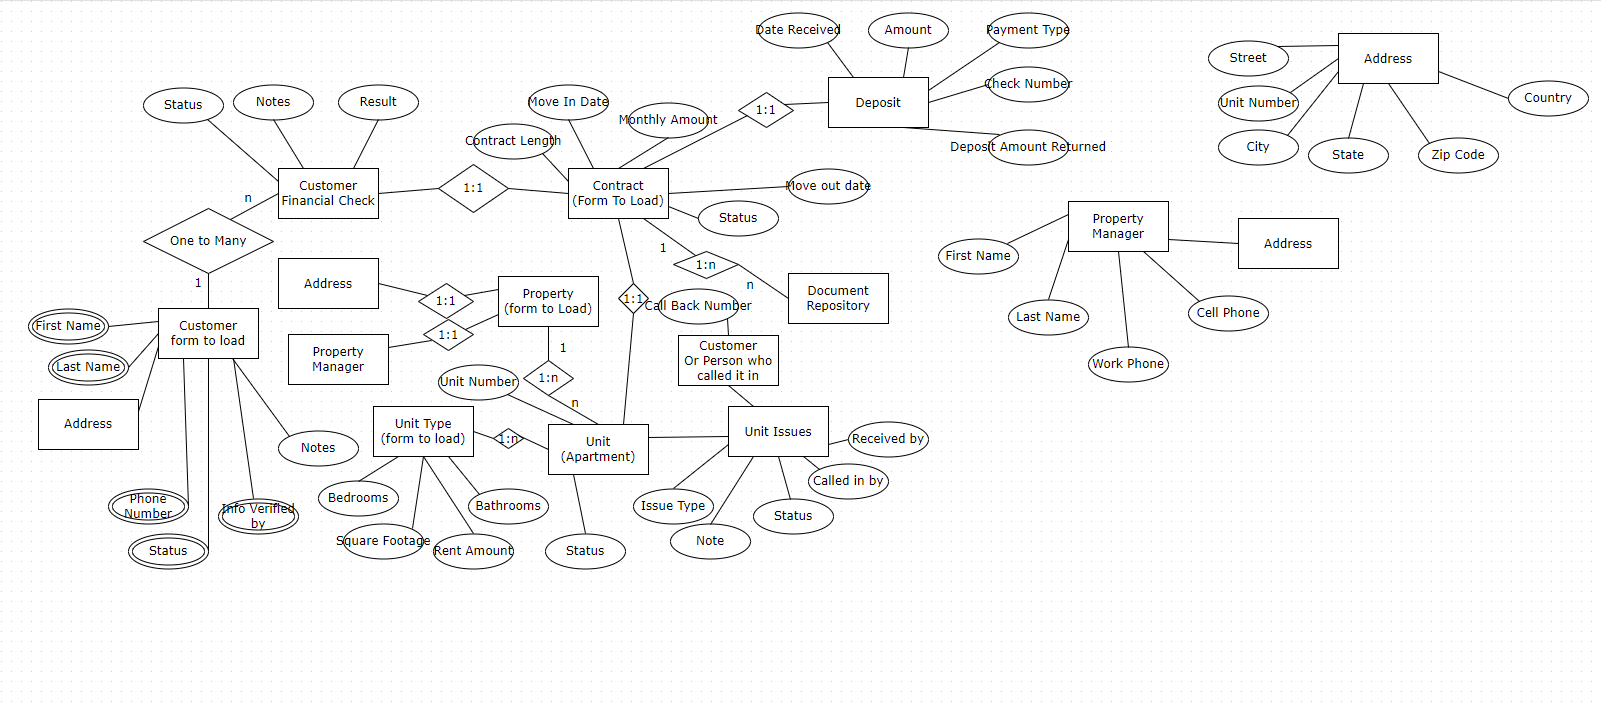 Date Received
Amount
Payment Type
Street
Address
Unit Number
Country
City
State
Zip Code
Status
Notes
Result
Move In Date
Monthly Amount
Contract Length
1:1
Deposit
Check Number
Deposit Amount Returned
Customer
Financial Check
1:1
Contract
(Form To Load)
Move out date
Status
n
One to Many
1
1
1:n
n
Document
Repository
Property
Manager
First Name
Address
Last Name
Cell Phone
Work Phone
Address
1:1
Property
(form to Load)
1:1
1:1
Call Back Number
First Name
Customer
form to load
Last Name
Address
Property
Manager
1
1:n
n
Customer
Or Person who
called it in
Unit Number
Unit Type
(form to load)
1:n
Unit
(Apartment)
Unit Issues
Received by
Called in by
Notes
Bedrooms
Bathrooms
Issue Type
Status
Phone
Number
Info Verified
by
Square Footage
Rent Amount
Status
Note
Status